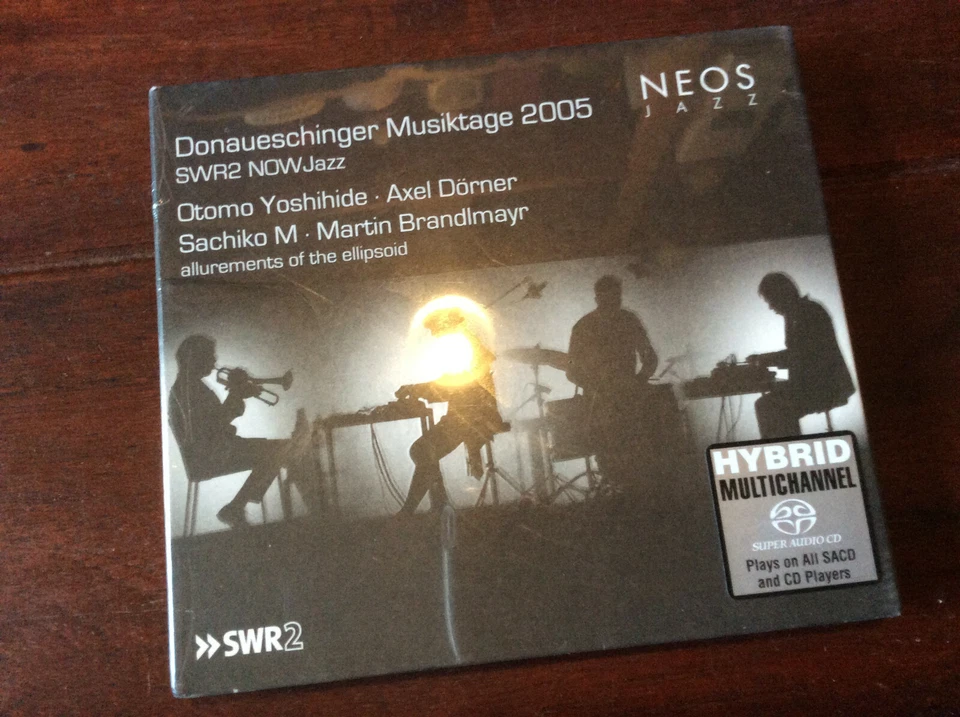 NEOS
JAZZ
Donaueschinger Musiktage 2005
SWR2 NOWJazz
Otomo Yoshihide · Axel Dörner
Sachiko M · Martin Brandlmayr
allurements of the ellipsoid
HYBRID
MULTICHANNEL
SUPER AUDIO CD
Plays on All SACD
and CD Players
SWR2